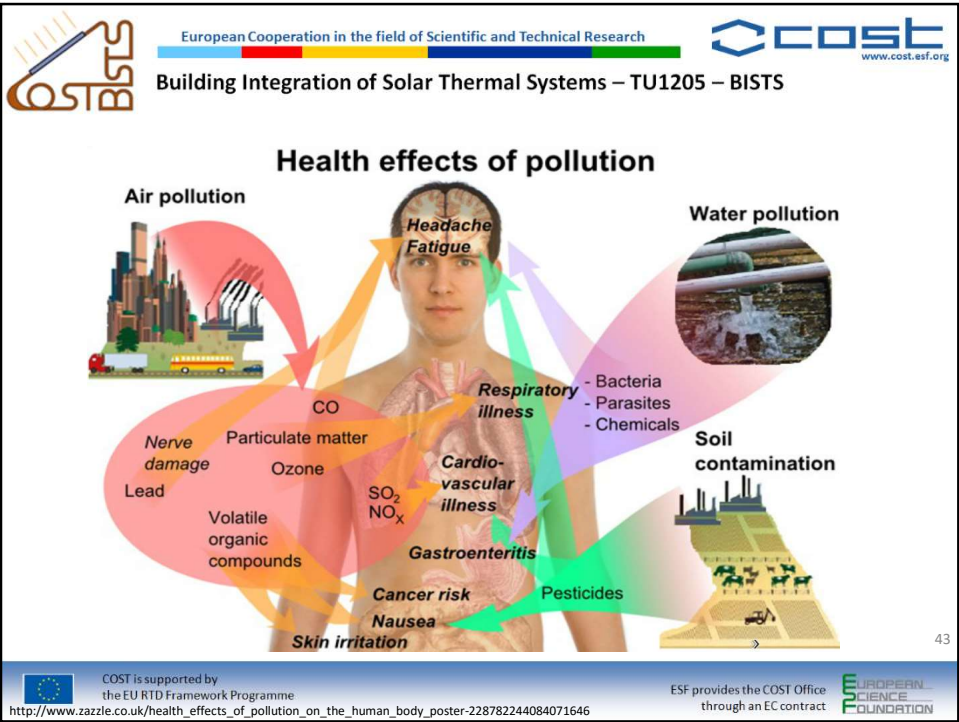 COST BISTS
European Cooperation in the field of Scientific and Technical Research
cost
www.cost.esf.org
Building Integration of Solar Thermal Systems – TU1205 – BISTS
Health effects of pollution
Air pollution
Water pollution
Headache
Fatigue
- Bacteria
- Parasites
- Chemicals
Respiratory
illness
CO
Particulate matter
Nerve
damage
Ozone
Lead
SO₂
NOₓ
Cardio-
vascular
illness
Soil
contamination
Volatile
organic
compounds
Gastroenteritis
Cancer risk
Pesticides
Nausea
Skin irritation
43
COST is supported by
the EU RTD Framework Programme
http://www.zazzle.co.uk/health_effects_of_pollution_on_the_human_body_poster-228782244084071646
ESF provides the COST Office
through an EC contract
EUROPEAN
SCIENCE
FOUNDATION